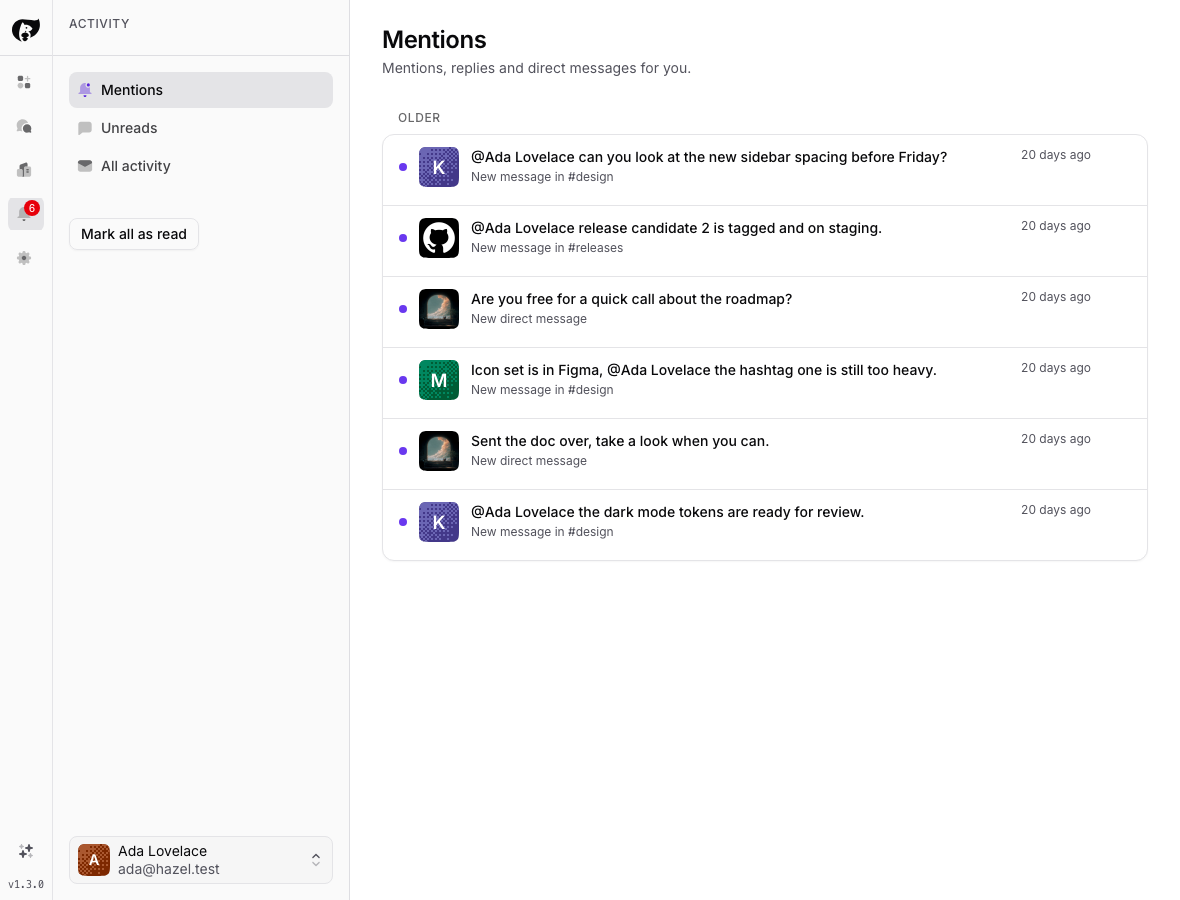 ACTIVITY
Mentions
Unreads
All activity
6
Mark all as read
A
Ada Lovelace
ada@hazel.test
v1.3.0
Mentions
Mentions, replies and direct messages for you.
OLDER
K
@Ada Lovelace can you look at the new sidebar spacing before Friday?
20 days ago
New message in #design
@Ada Lovelace release candidate 2 is tagged and on staging.
20 days ago
New message in #releases
Are you free for a quick call about the roadmap?
20 days ago
New direct message
M
Icon set is in Figma, @Ada Lovelace the hashtag one is still too heavy.
20 days ago
New message in #design
Sent the doc over, take a look when you can.
20 days ago
New direct message
K
@Ada Lovelace the dark mode tokens are ready for review.
20 days ago
New message in #design